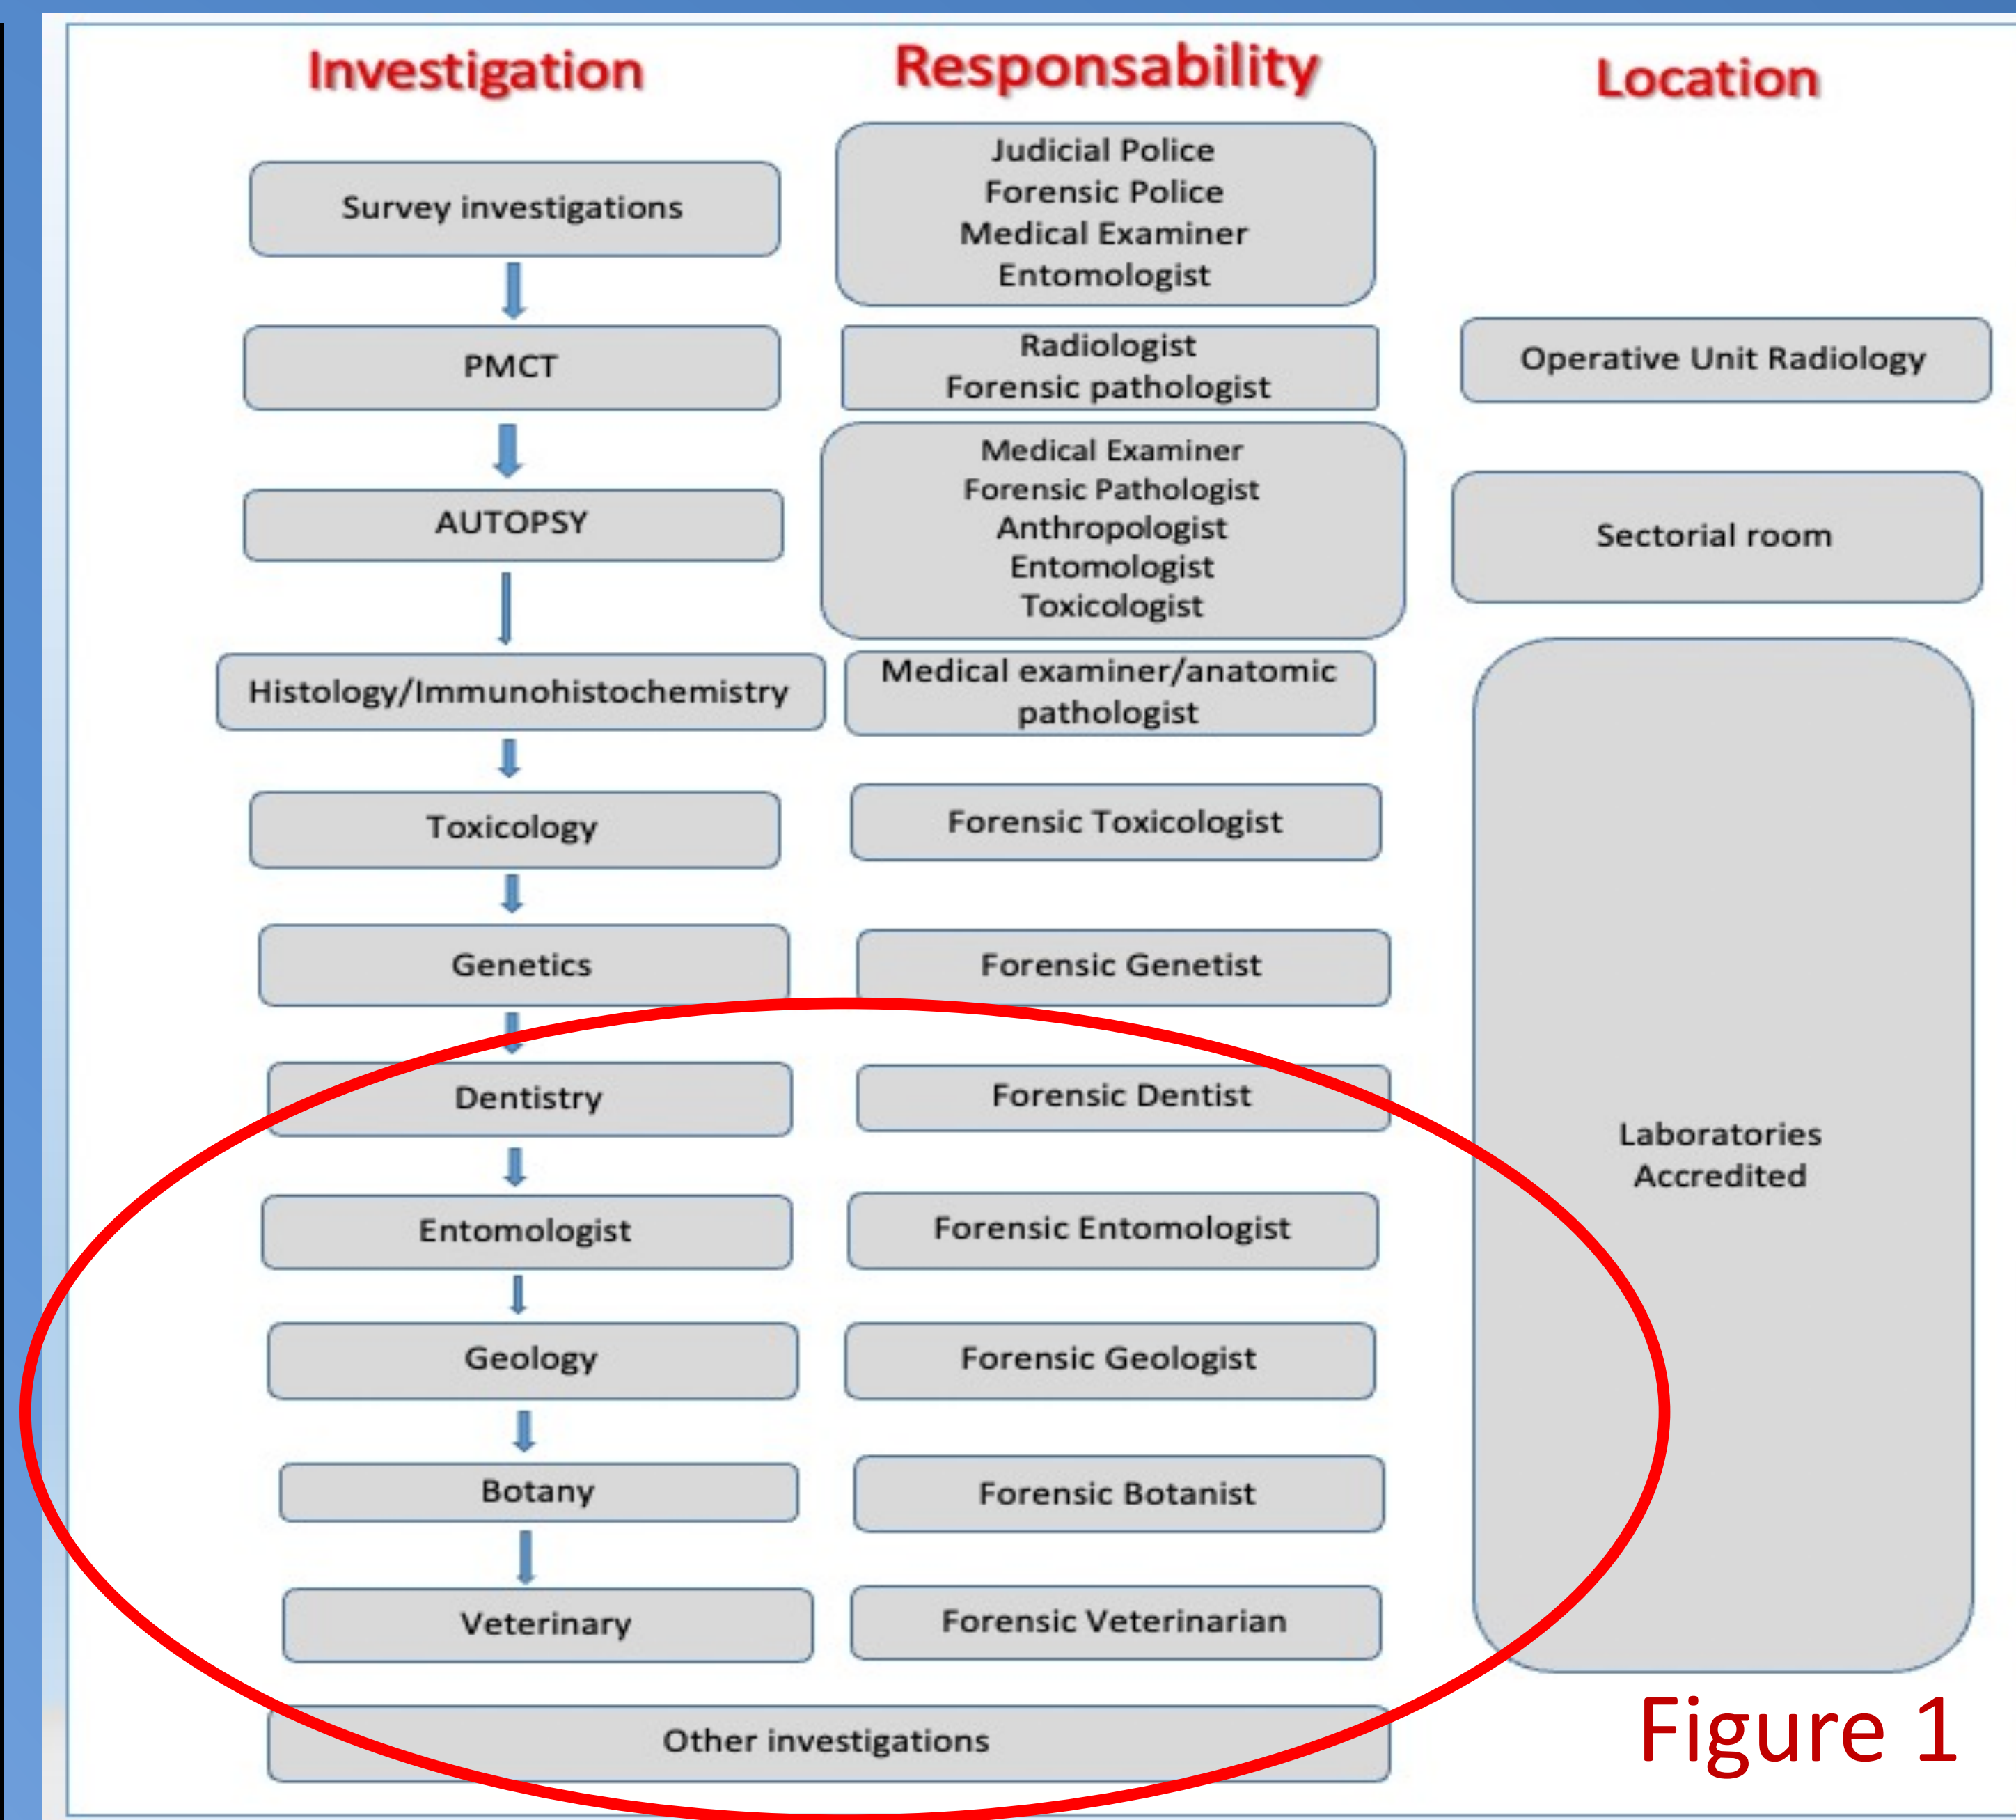 Investigation
Responsability
Location
Survey investigations
Judicial Police
Forensic Police
Medical Examiner
Entomologist
PMCT
Radiologist
Forensic pathologist
Operative Unit Radiology
AUTOPSY
Medical Examiner
Forensic Pathologist
Anthropologist
Entomologist
Toxicologist
Sectorial room
Histology/Immunohistochemistry
Medical examiner/anatomic
pathologist
Toxicology
Forensic Toxicologist
Genetics
Forensic Genetist
Dentistry
Forensic Dentist
Laboratories
Accredited
Entomologist
Forensic Entomologist
Geology
Forensic Geologist
Botany
Forensic Botanist
Veterinary
Forensic Veterinarian
Other investigations
Figure 1